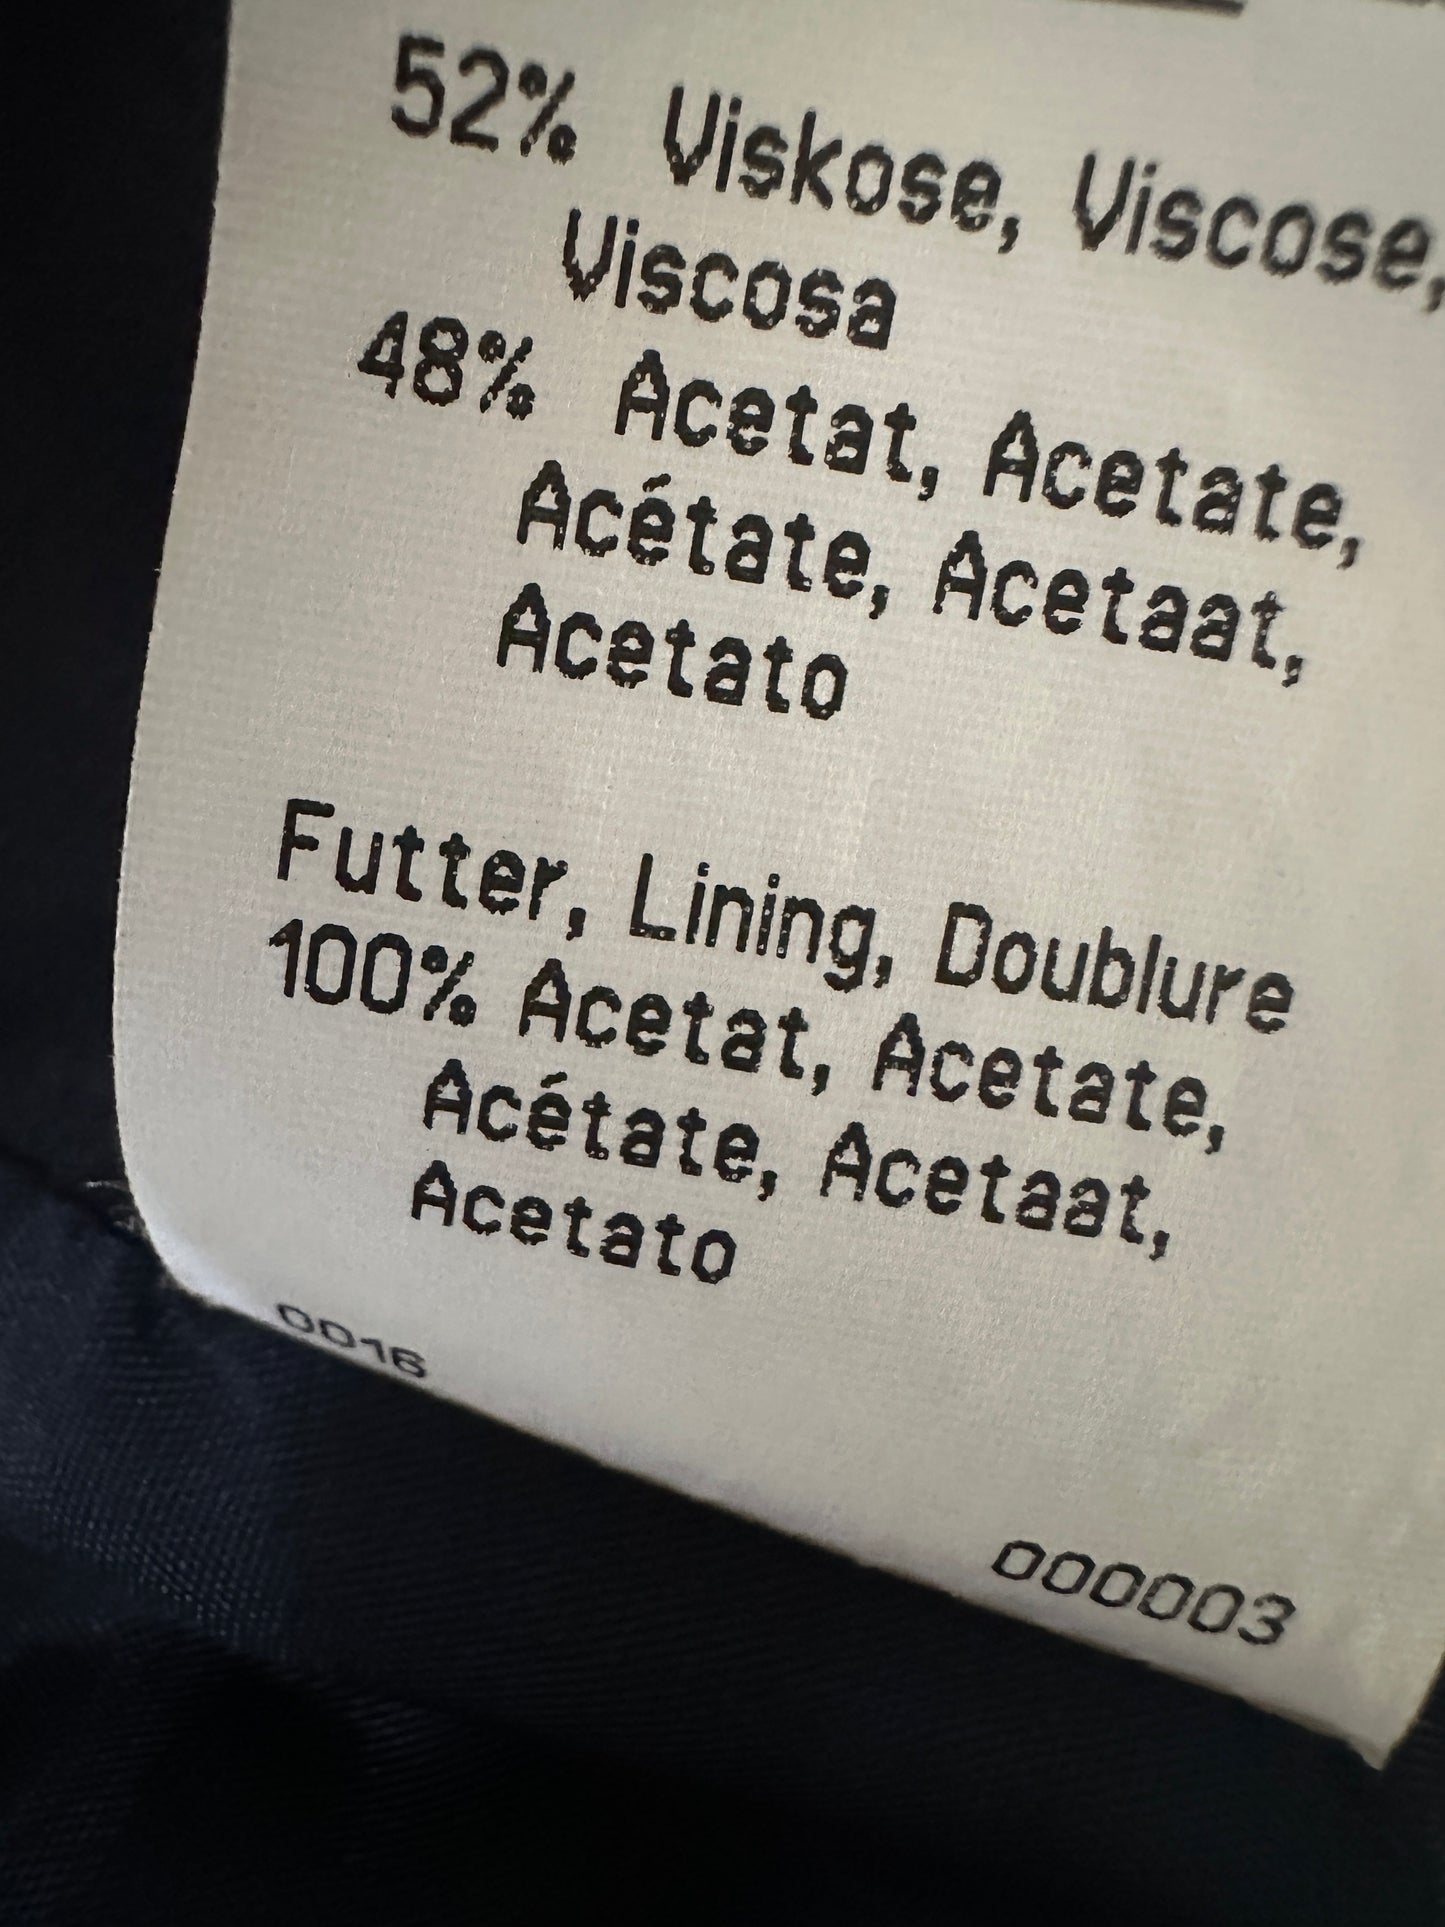 52% Viskose, Viscose,
Viscosa
48% Acetat, Acetate,
Acétate, Acetaat,
Acetato
Futter, Lining, Doublure
100% Acetat, Acetate,
Acétate, Acetaat,
Acetato
0016
000003